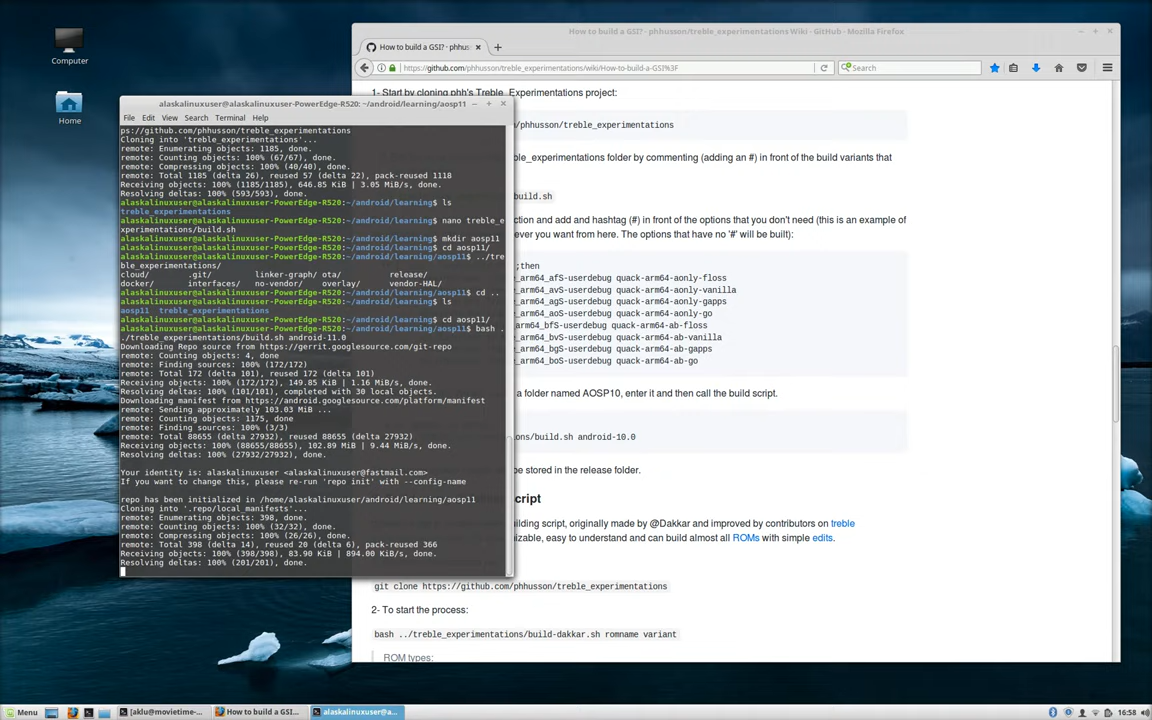 Computer
Home
How to build a GSI? · phhusson/treble_experimentations Wiki · GitHub - Mozilla Firefox
How to build a GSI? · phhus
https://github.com/phhusson/treble_experimentations/wiki/How-to-build-a-GSI%3F
Search
1- Start by cloning phh's Treble_Experimentations project:
/phhusson/treble_experimentations
ble_experimentations folder by commenting (adding an #) in front of the build variants that
build.sh
ction and add and hashtag (#) in front of the options that you don't need (this is an example of
ever you want from here. The options that have no '#' will be built):
;then
e_arm64_afS-userdebug quack-arm64-aonly-floss
e_arm64_avS-userdebug quack-arm64-aonly-vanilla
e_arm64_agS-userdebug quack-arm64-aonly-gapps
e_arm64_aoS-userdebug quack-arm64-aonly-go
_arm64_bfS-userdebug quack-arm64-ab-floss
e_arm64_bvS-userdebug quack-arm64-ab-vanilla
e_arm64_bgS-userdebug quack-arm64-ab-gapps
e_arm64_boS-userdebug quack-arm64-ab-go
a folder named AOSP10, enter it and then call the build script.
ns/build.sh android-10.0
be stored in the release folder.
cript
ilding script, originally made by @Dakkar and improved by contributors on treble
nizable, easy to understand and can build almost all ROMs with simple edits.
git clone https://github.com/phhusson/treble_experimentations
2- To start the process:
bash ../treble_experimentations/build-dakkar.sh romname variant
ROM types:
alaskalinuxuser@alaskalinuxuser-PowerEdge-R520: ~/android/learning/aosp11
File Edit View Search Terminal Help
ps://github.com/phhusson/treble_experimentations
Cloning into 'treble_experimentations'...
remote: Enumerating objects: 1185, done.
remote: Counting objects: 100% (67/67), done.
remote: Compressing objects: 100% (40/40), done.
remote: Total 1185 (delta 26), reused 57 (delta 22), pack-reused 1118
Receiving objects: 100% (1185/1185), 646.85 KiB | 3.05 MiB/s, done.
Resolving deltas: 100% (593/593), done.
alaskalinuxuser@alaskalinuxuser-PowerEdge-R520:~/android/learning$ ls
treble_experimentations
alaskalinuxuser@alaskalinuxuser-PowerEdge-R520:~/android/learning$ nano treble_e
xperimentations/build.sh
alaskalinuxuser@alaskalinuxuser-PowerEdge-R520:~/android/learning$ mkdir aosp11
alaskalinuxuser@alaskalinuxuser-PowerEdge-R520:~/android/learning$ cd aosp11/
alaskalinuxuser@alaskalinuxuser-PowerEdge-R520:~/android/learning/aosp11$ ../tre
ble_experimentations/
cloud/ .git/ linker-graph/ ota/ release/
docker/ interfaces/ no-vendor/ overlay/ vendor-HAL/
alaskalinuxuser@alaskalinuxuser-PowerEdge-R520:~/android/learning/aosp11$ cd ..
alaskalinuxuser@alaskalinuxuser-PowerEdge-R520:~/android/learning$ ls
aosp11 treble_experimentations
alaskalinuxuser@alaskalinuxuser-PowerEdge-R520:~/android/learning$ cd aosp11/
alaskalinuxuser@alaskalinuxuser-PowerEdge-R520:~/android/learning/aosp11$ bash .
./treble_experimentations/build.sh android-11.0
Downloading Repo source from https://gerrit.googlesource.com/git-repo
remote: Counting objects: 4, done
remote: Finding sources: 100% (172/172)
remote: Total 172 (delta 101), reused 172 (delta 101)
Receiving objects: 100% (172/172), 149.85 KiB | 1.16 MiB/s, done.
Resolving deltas: 100% (101/101), completed with 30 local objects.
Downloading manifest from https://android.googlesource.com/platform/manifest
remote: Sending approximately 103.03 MiB ...
remote: Counting objects: 1175, done
remote: Finding sources: 100% (3/3)
remote: Total 88655 (delta 27932), reused 88655 (delta 27932)
Receiving objects: 100% (88655/88655), 102.89 MiB | 9.44 MiB/s, done.
Resolving deltas: 100% (27932/27932), done.
Your identity is: alaskalinuxuser <alaskalinuxuser@fastmail.com>
If you want to change this, please re-run 'repo init' with --config-name
repo has been initialized in /home/alaskalinuxuser/android/learning/aosp11
Cloning into '.repo/local_manifests'...
remote: Enumerating objects: 398, done.
remote: Counting objects: 100% (32/32), done.
remote: Compressing objects: 100% (26/26), done.
remote: Total 398 (delta 14), reused 20 (delta 6), pack-reused 366
Receiving objects: 100% (398/398), 83.90 KiB | 894.00 KiB/s, done.
Resolving deltas: 100% (201/201), done.
Menu
[aklu@movietime-...
How to build a GSI...
alaskalinuxuser@a...
16:58